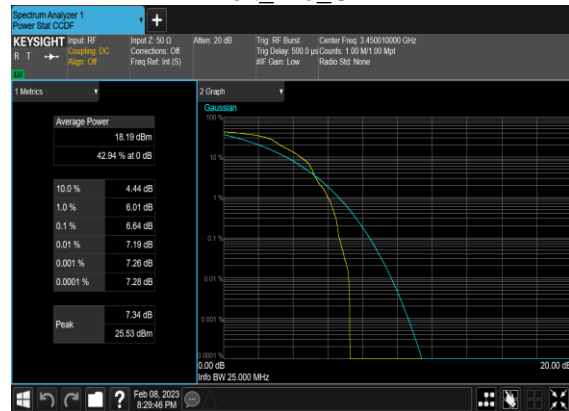 Spectrum Analyzer 1
Power Stat CCDF
+
KEYSIGHT
R T
LXI
Input: RF
Coupling: DC
Align: Off
Input Z: 50 Ω
Corrections: Off
Freq Ref: Int (S)
Atten: 20 dB
Trig: RF Burst
Trig Delay: 500.0 µs
#IF Gain: Low
Center Freq: 3.450010000 GHz
Counts: 1.00 M/1.00 Mpt
Radio Std: None
1 Metrics
Average Power
18.19 dBm
42.94 % at 0 dB
10.0 % 4.44 dB
1.0 % 6.01 dB
0.1 % 6.64 dB
0.01 % 7.19 dB
0.001 % 7.26 dB
0.0001 % 7.28 dB
Peak
7.34 dB
25.53 dBm
2 Graph
Gaussian
100 %
10 %
1 %
0.1 %
0.01 %
0.001 %
0.0001 %
0.00 dB
20.00 dB
Info BW 25.000 MHz
?
Feb 08, 2023
8:29:46 PM